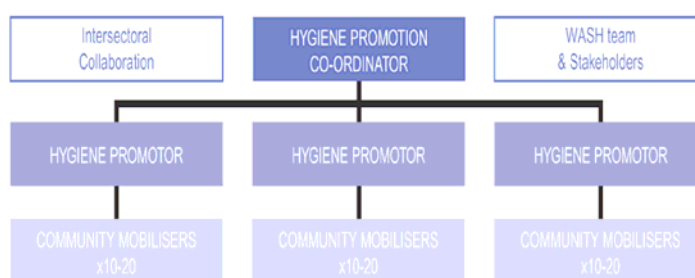 Intersectoral
Collaboration
HYGIENE PROMOTION
CO-ORDINATOR
WASH team
& Stakeholders
HYGIENE PROMOTOR
HYGIENE PROMOTOR
HYGIENE PROMOTOR
COMMUNITY MOBILISERS
x10-20
COMMUNITY MOBILISERS
x10-20
COMMUNITY MOBILISERS
x10-20